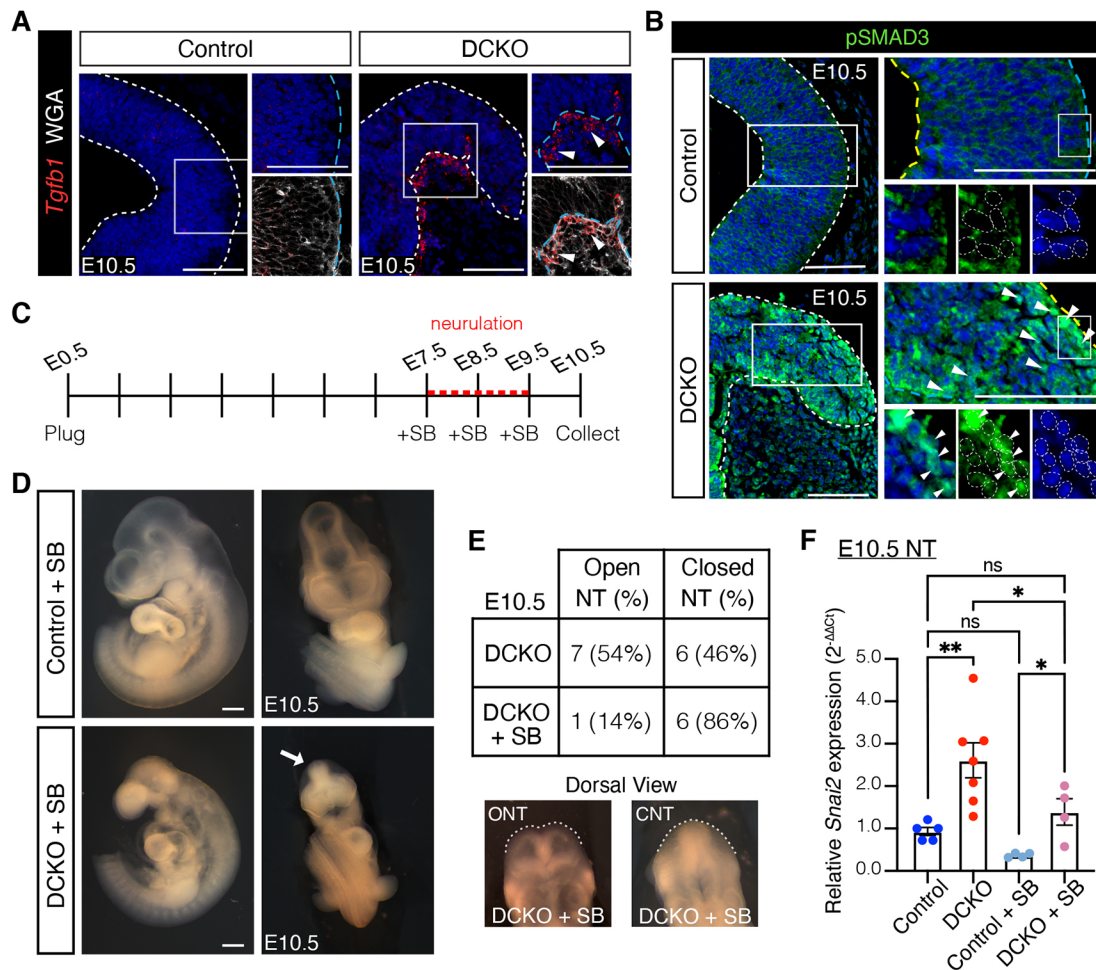 A
Control
DCKO
Tgfb1 WGA
E10.5
E10.5
B
pSMAD3
Control
E10.5
DCKO
E10.5
C
neurulation
E0.5
E7.5
E8.5
E9.5
E10.5
Plug
+SB
+SB
+SB
Collect
D
Control + SB
E10.5
DCKO + SB
E10.5
E
E10.5
Open NT (%)
Closed NT (%)
DCKO
7 (54%)
6 (46%)
DCKO + SB
1 (14%)
6 (86%)
Dorsal View
ONT
DCKO + SB
CNT
DCKO + SB
F
E10.5 NT
ns
*
ns
**
*
Relative Snai2 expression (2-ΔΔCt)
5.0
4.0
3.0
2.0
1.0
0.0
Control
DCKO
Control + SB
DCKO + SB